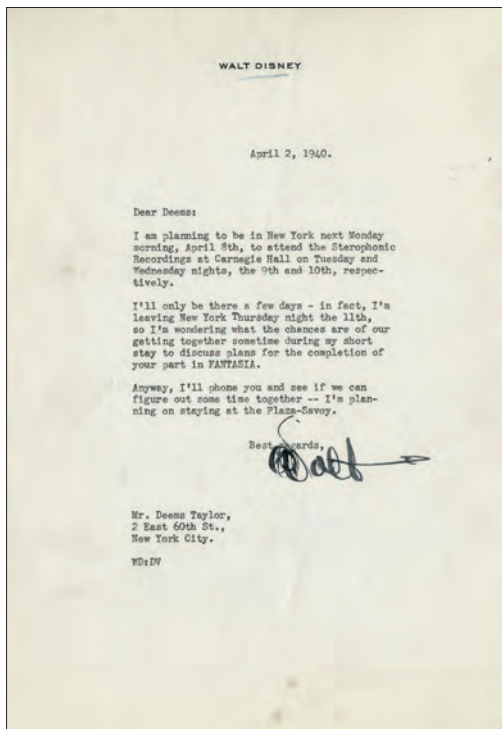 WALT DISNEY
April 2, 1940.
Dear Deems:
I am planning to be in New York next Monday
morning, April 8th, to attend the Sterophonic
Recordings at Carnegie Hall on Tuesday and
Wednesday nights, the 9th and 10th, respec-
tively.
I'll only be there a few days - in fact, I'm
leaving New York Thursday night the 11th,
so I'm wondering what the chances are of our
getting together sometime during my short
stay to discuss plans for the completion of
your part in FANTASIA.
Anyway, I'll phone you and see if we can
figure out some time together -- I'm plan-
ning on staying at the Plaza-Savoy.
Best regards,
Walt
Mr. Deems Taylor,
2 East 60th St.,
New York City.
WD:DV